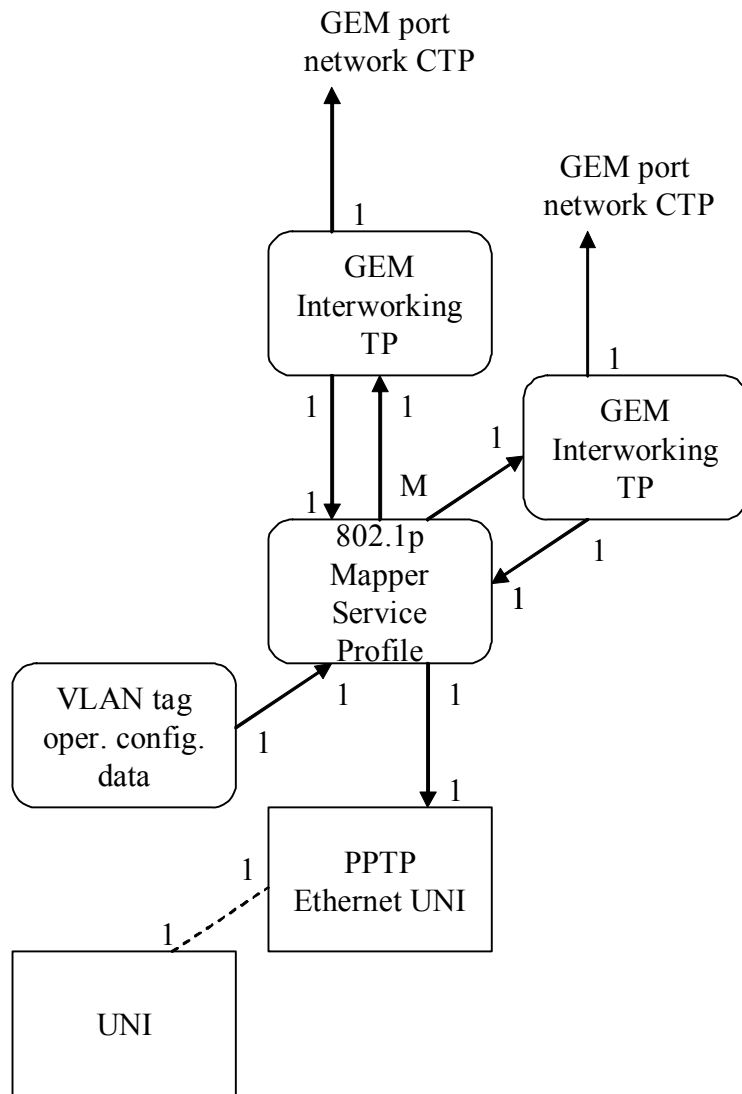 GEM port
network CTP
GEM port
network CTP
1
GEM
Interworking
TP
1
GEM
Interworking
TP
1
1
1
M
1
1
1
802.1p
Mapper
Service
Profile
VLAN tag
oper. config.
data
1
1
1
1
PPTP
Ethernet UNI
1
1
UNI